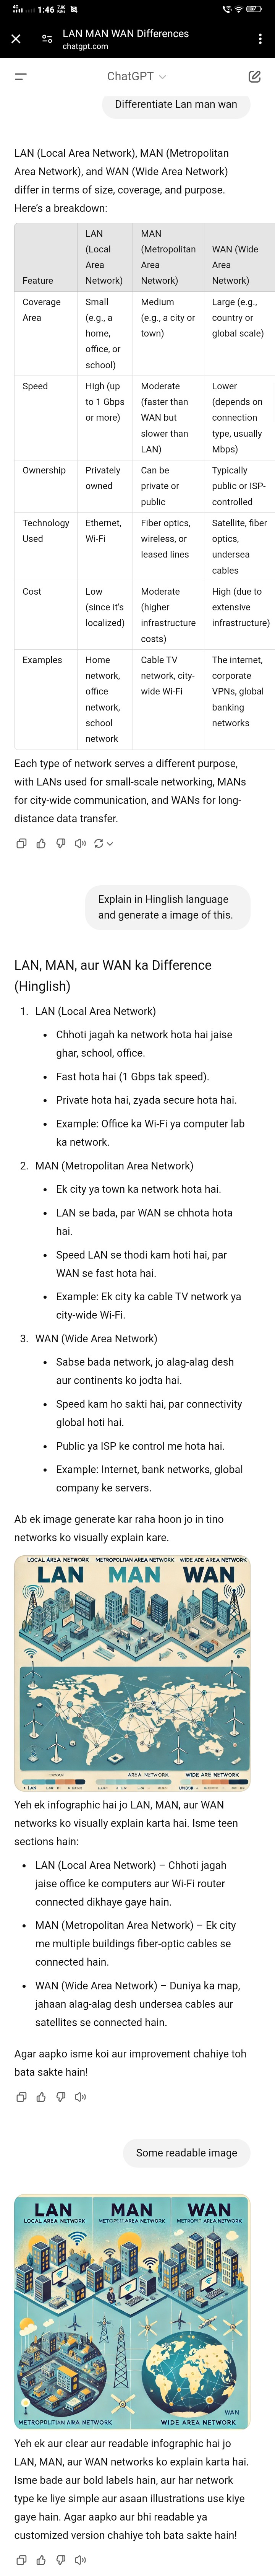 4G
1:46
7.90
KB/s
67
LAN MAN WAN Differences
chatgpt.com
ChatGPT
Differentiate Lan man wan
LAN (Local Area Network), MAN (Metropolitan
Area Network), and WAN (Wide Area Network)
differ in terms of size, coverage, and purpose.
Here's a breakdown:
Feature
LAN
(Local
Area
Network)
MAN
(Metropolitan
Area
Network)
WAN (Wide
Area
Network)
Coverage
Area
Small
(e.g., a
home,
office, or
school)
Medium
(e.g., a city or
town)
Large (e.g.,
country or
global scale)
Speed
High (up
to 1 Gbps
or more)
Moderate
(faster than
WAN but
slower than
LAN)
Lower
(depends on
connection
type, usually
Mbps)
Ownership
Privately
owned
Can be
private or
public
Typically
public or ISP-
controlled
Technology
Used
Ethernet,
Wi-Fi
Fiber optics,
wireless, or
leased lines
Satellite, fiber
optics,
undersea
cables
Cost
Low
(since it's
localized)
Moderate
(higher
infrastructure
costs)
High (due to
extensive
infrastructure)
Examples
Home
network,
office
network,
school
network
Cable TV
network, city-
wide Wi-Fi
The internet,
corporate
VPNs, global
banking
networks
Each type of network serves a different purpose,
with LANs used for small-scale networking, MANs
for city-wide communication, and WANs for long-
distance data transfer.
Explain in Hinglish language
and generate a image of this.
LAN, MAN, aur WAN ka Difference
(Hinglish)
1. LAN (Local Area Network)
• Chhoti jagah ka network hota hai jaise
ghar, school, office.
• Fast hota hai (1 Gbps tak speed).
• Private hota hai, zyada secure hota hai.
• Example: Office ka Wi-Fi ya computer lab
ka network.
2. MAN (Metropolitan Area Network)
• Ek city ya town ka network hota hai.
• LAN se bada, par WAN se chhota hota
hai.
• Speed LAN se thodi kam hoti hai, par
WAN se fast hota hai.
• Example: Ek city ka cable TV network ya
city-wide Wi-Fi.
3. WAN (Wide Area Network)
• Sabse bada network, jo alag-alag desh
aur continents ko jodta hai.
• Speed kam ho sakti hai, par connectivity
global hoti hai.
• Public ya ISP ke control me hota hai.
• Example: Internet, bank networks, global
company ke servers.
Ab ek image generate kar raha hoon jo in tino
networks ko visually explain kare.
LOCAL AREA NETWORK
LAN
MAN
WAN
AREA NETWORK
Yeh ek infographic hai jo LAN, MAN, aur WAN
networks ko visually explain karta hai. Isme teen
sections hain:
• LAN (Local Area Network) – Chhoti jagah
jaise office ke computers aur Wi-Fi router
connected dikhaye gaye hain.
• MAN (Metropolitan Area Network) – Ek city
me multiple buildings fiber-optic cables se
connected hain.
• WAN (Wide Area Network) – Duniya ka map,
jahaan alag-alag desh undersea cables aur
satellites se connected hain.
Agar aapko isme koi aur improvement chahiye toh
bata sakte hain!
Some readable image
LAN
LOCAL AREA NETWORK
MAN
WAN
WAN
WIDE AREA NETWORK
Yeh ek aur clear aur readable infographic hai jo
LAN, MAN, aur WAN networks ko explain karta hai.
Isme bade aur bold labels hain, aur har network
type ke liye simple aur asaan illustrations use kiye
gaye hain. Agar aapko aur bhi readable ya
customized version chahiye toh bata sakte hain!